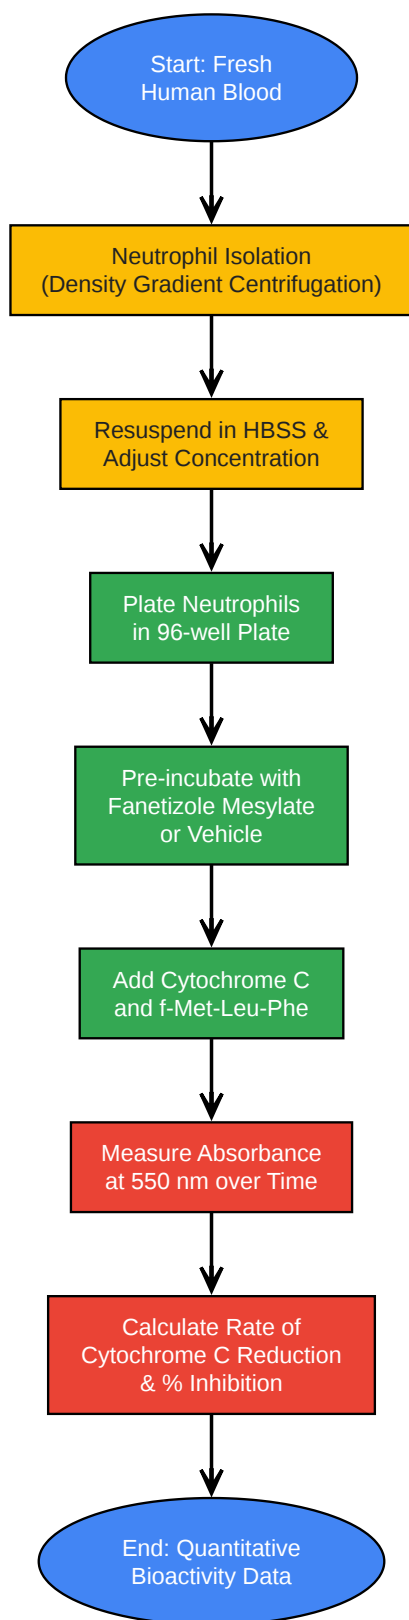 Start: Fresh
Human Blood
Neutrophil Isolation
(Density Gradient Centrifugation)
Resuspend in HBSS &
Adjust Concentration
Plate Neutrophils
in 96-well Plate
Pre-incubate with
Fanetizole Mesylate
or Vehicle
Add Cytochrome C
and f-Met-Leu-Phe
Measure Absorbance
at 550 nm over Time
Calculate Rate of
Cytochrome C Reduction
& % Inhibition
End: Quantitative
Bioactivity Data